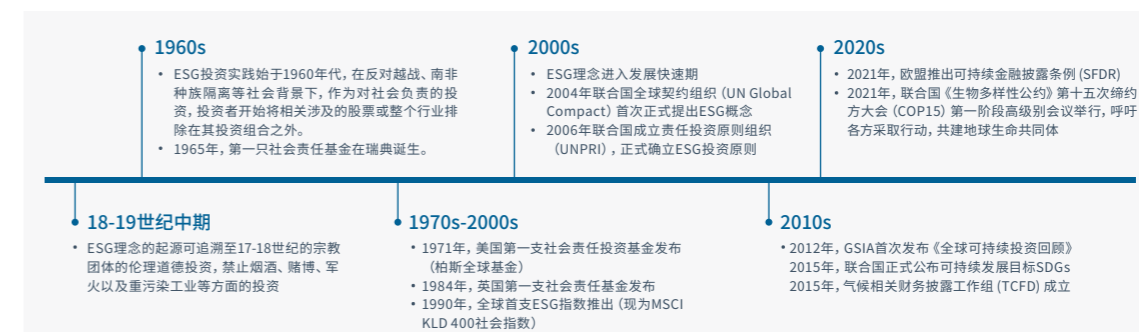 1960s
• ESG投资实践始于1960年代，在反对越战、南非
种族隔离等社会背景下，作为对社会负责的投
资，投资者开始将相关涉及的股票或整个行业排
除在其投资组合之外。
• 1965年，第一只社会责任基金在瑞典诞生。
2000s
• ESG理念进入发展快速期
• 2004年联合国全球契约组织（UN Global
Compact）首次正式提出ESG概念
• 2006年联合国成立责任投资原则组织
（UNPRI），正式确立ESG投资原则
2020s
• 2021年，欧盟推出可持续金融披露条例 (SFDR)
• 2021年，联合国《生物多样性公约》第十五次缔约
方大会（COP15）第一阶段高级别会议举行，呼吁
各方采取行动，共建地球生命共同体
18-19世纪中期
• ESG理念的起源可追溯至17-18世纪的宗教
团体的伦理道德投资，禁止烟酒、赌博、军
火以及重污染工业等方面的投资
1970s-2000s
• 1971年，美国第一支社会责任投资基金发布
（柏斯全球基金）
• 1984年，英国第一支社会责任基金发布
• 1990年，全球首支ESG指数推出（现为MSCI
KLD 400社会指数）
2010s
• 2012年，GSIA首次发布《全球可持续投资回顾》
2015年，联合国正式公布可持续发展目标SDGs
2015年，气候相关财务披露工作组 (TCFD) 成立